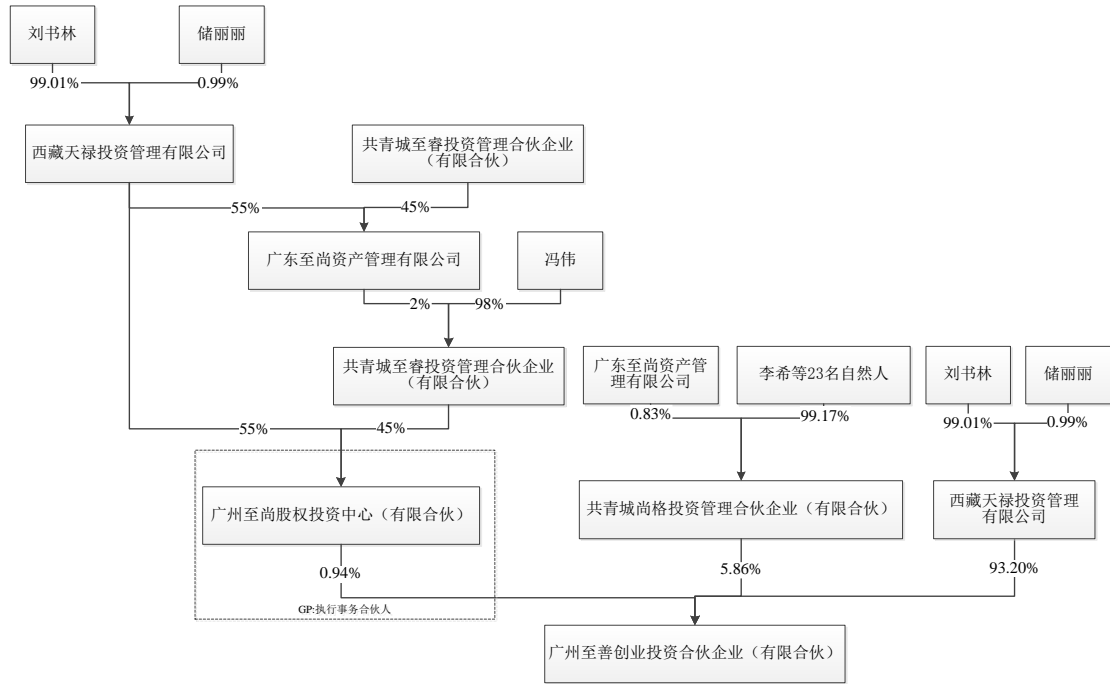 刘书林
储丽丽
99.01%
0.99%
西藏天禄投资管理有限公司
共青城至睿投资管理合伙企业
（有限合伙）
55%
45%
广东至尚资产管理有限公司
冯伟
2%
98%
共青城至睿投资管理合伙企业
（有限合伙）
广东至尚资产管
理有限公司
李希等23名自然人
刘书林
储丽丽
0.83%
99.17%
99.01%
0.99%
55%
45%
广州至尚股权投资中心（有限合伙）
共青城尚格投资管理合伙企业（有限合伙）
西藏天禄投资管理
有限公司
0.94%
5.86%
93.20%
GP:执行事务合伙人
广州至善创业投资合伙企业（有限合伙）